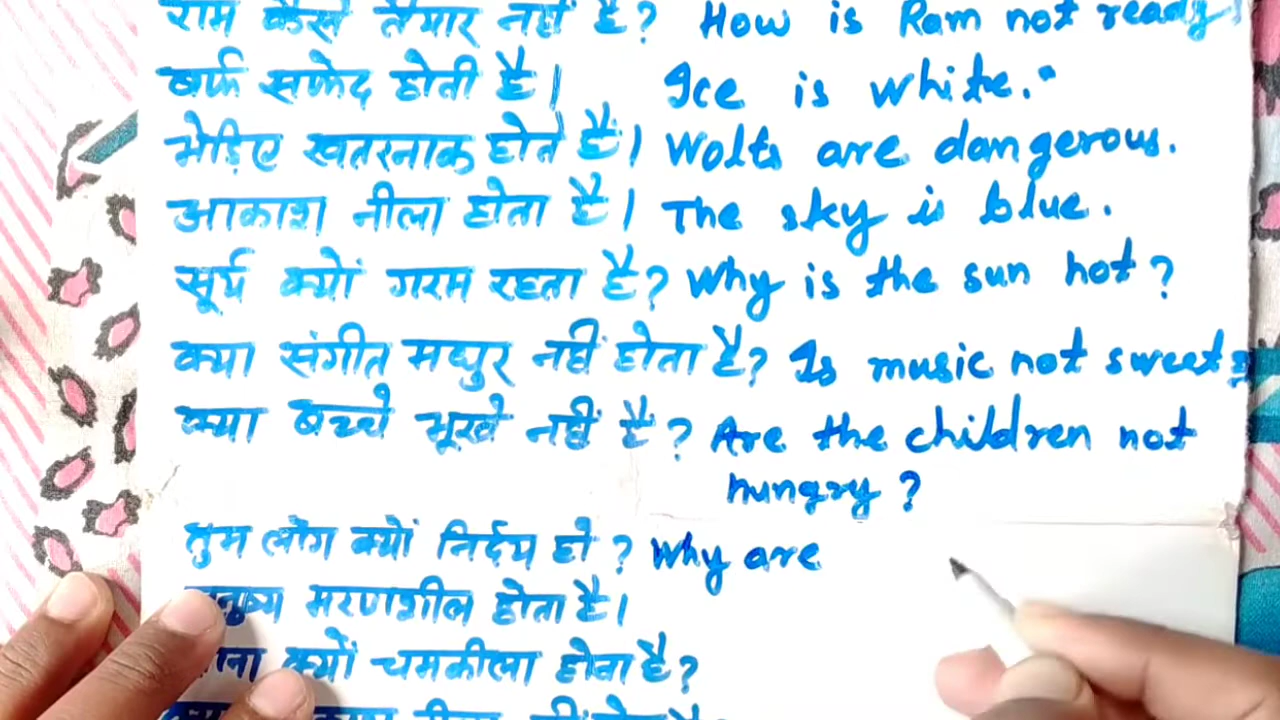 राम कैसे तैयार नहीं है? How is Ram not ready
बर्फ सफेद होती है। Ice is white.
भेड़िए खतरनाक होते है। Wolts are dangerous.
आकाश नीला होता है। The sky is blue.
सूर्य क्यों गरम रहता है? Why is the sun hot?
क्या संगीत मधुर नहीं होता है? Is music not sweet?
क्या बच्चे भूखे नहीं है? Are the children not
hungry?
तुम लोग क्यों निर्दय हो? Why are
मरणशील होता है।
क्यों चमकीला होता है?